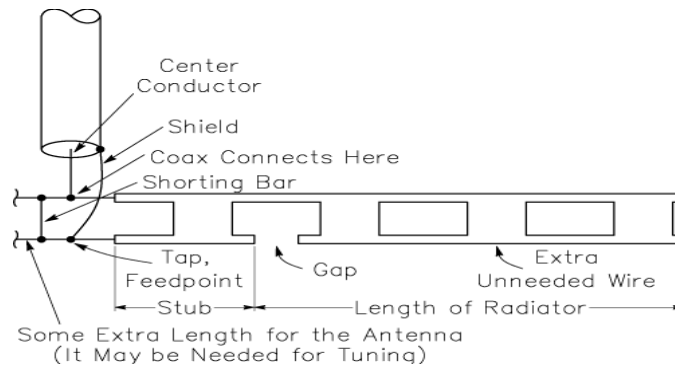 Center
Conductor
Shield
Coax Connects Here
Shorting Bar
Tap,
Feedpoint
Gap
Extra
Unneeded Wire
Stub
Length of Radiator
Some Extra Length for the Antenna
(It May be Needed for Tuning)